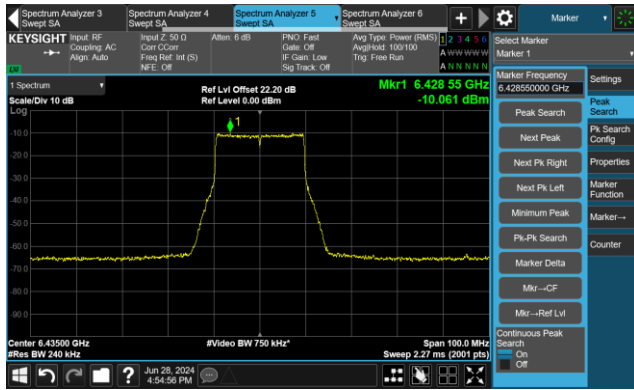 Spectrum Analyzer 3
Swept SA
Spectrum Analyzer 4
Swept SA
Spectrum Analyzer 5
Swept SA
Spectrum Analyzer 6
Swept SA
+
Marker
KEYSIGHT
Input: RF
Coupling: AC
Align: Auto
Input Z: 50 Ω
Corr CCorr
Freq Ref: Int (S)
NFE: Off
Atten: 6 dB
PNO: Fast
Gate: Off
IF Gain: Low
Sig Track: Off
Avg Type: Power (RMS)
Avg|Hold: 100/100
Trig: Free Run
1 2 3 4 5 6
A W W W W W
A N N N N N
Select Marker
Marker 1
1 Spectrum
Scale/Div 10 dB
Log
Ref Lvl Offset 22.20 dB
Ref Level 0.00 dBm
Mkr1 6.428 55 GHz
-10.061 dBm
1
-10.0
-20.0
-30.0
-40.0
-50.0
-60.0
-70.0
-80.0
-90.0
Center 6.43500 GHz
#Res BW 240 kHz
#Video BW 750 kHz*
Span 100.0 MHz
Sweep 2.27 ms (2001 pts)
Marker Frequency
6.428550000 GHz
Peak Search
Next Peak
Next Pk Right
Next Pk Left
Minimum Peak
Pk-Pk Search
Marker Delta
Mkr→CF
Mkr→Ref Lvl
Continuous Peak
Search
On
Off
Settings
Peak
Search
Pk Search
Config
Properties
Marker
Function
Marker→
Counter
?
Jun 28, 2024
4:54:56 PM